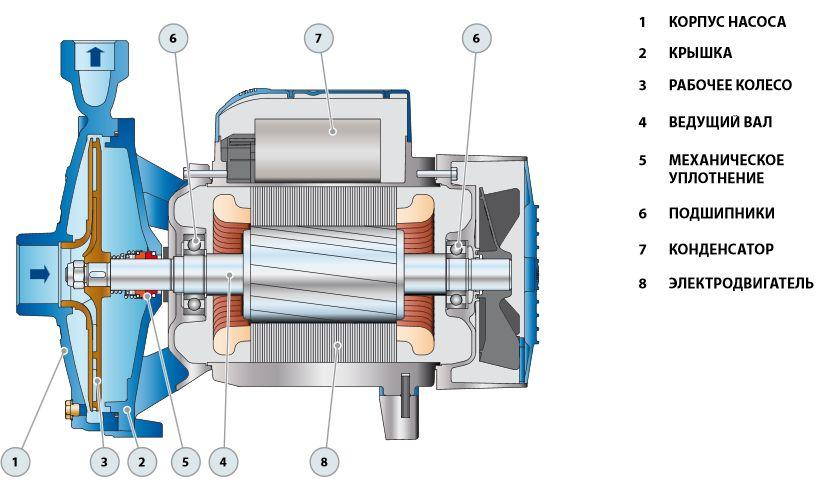 6 7 6
1 КОРПУС НАСОСА
2 КРЫШКА
3 РАБОЧЕЕ КОЛЕСО
4 ВЕДУЩИЙ ВАЛ
5 МЕХАНИЧЕСКОЕ
УПЛОТНЕНИЕ
6 ПОДШИПНИКИ
7 КОНДЕНСАТОР
8 ЭЛЕКТРОДВИГАТЕЛЬ
1 3 2 5 4 8